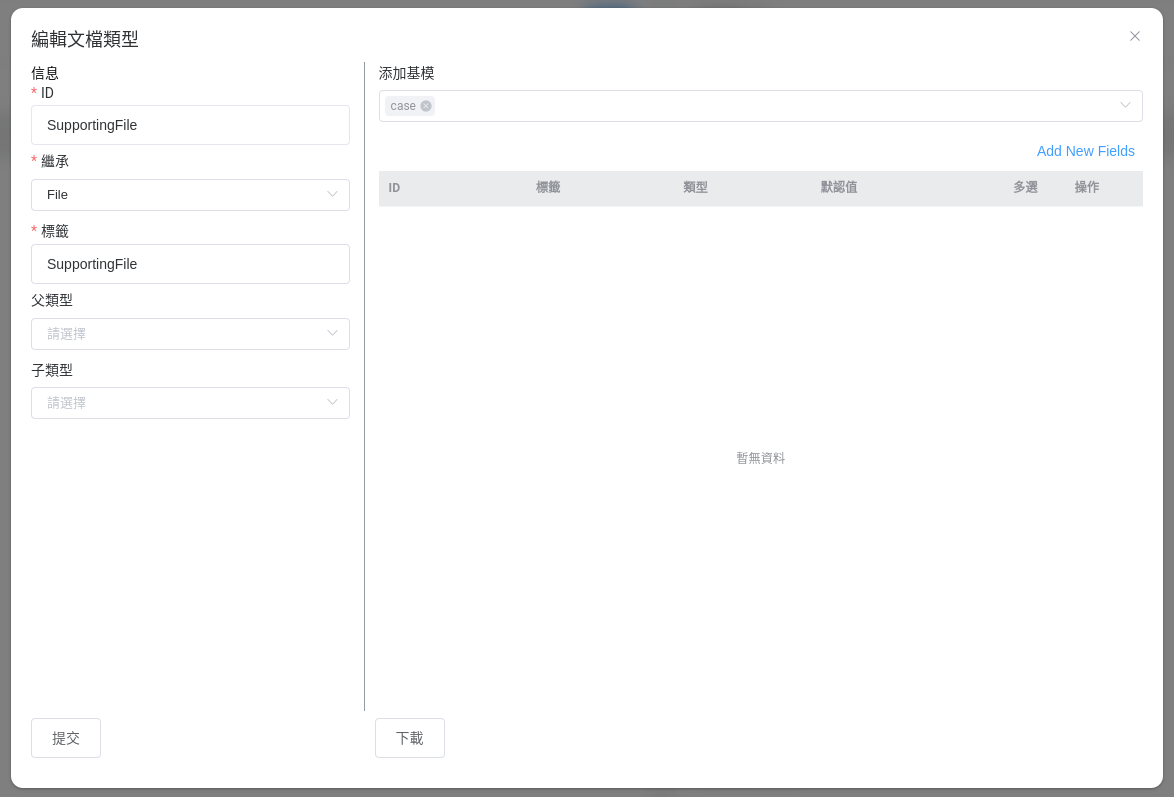 編輯文檔類型
信息
* ID
SupportingFile
* 繼承
File
* 標籤
SupportingFile
父類型
請選擇
子類型
請選擇
添加基模
case
Add New Fields
ID 標籤 類型 默認值 多選 操作
暫無資料
提交
下載